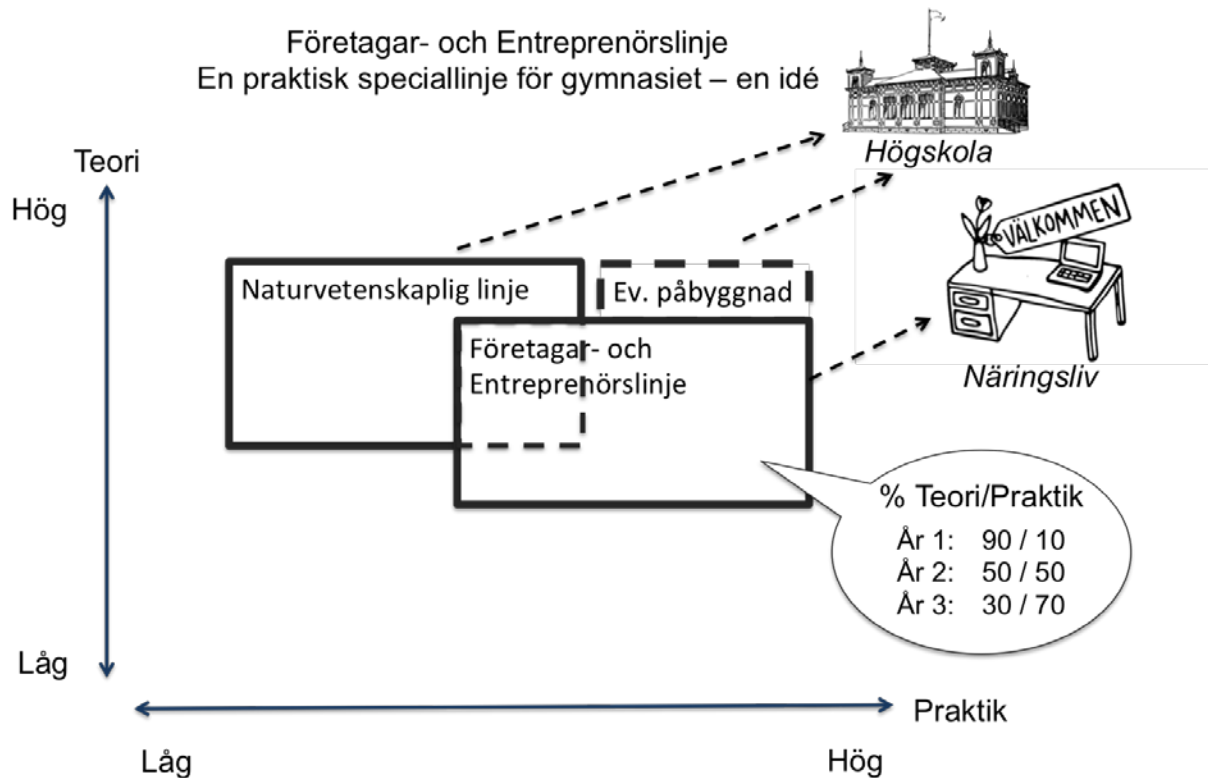 Företagar- och Entreprenörslinje
En praktisk speciallinje för gymnasiet – en idé
Högskola
Teori
Hög
VÄLKOMMEN
Naturvetenskaplig linje
Ev. påbyggnad
Företagar- och
Entreprenörslinje
Näringsliv
% Teori/Praktik
År 1: 90 / 10
År 2: 50 / 50
År 3: 30 / 70
Låg
Praktik
Låg
Hög